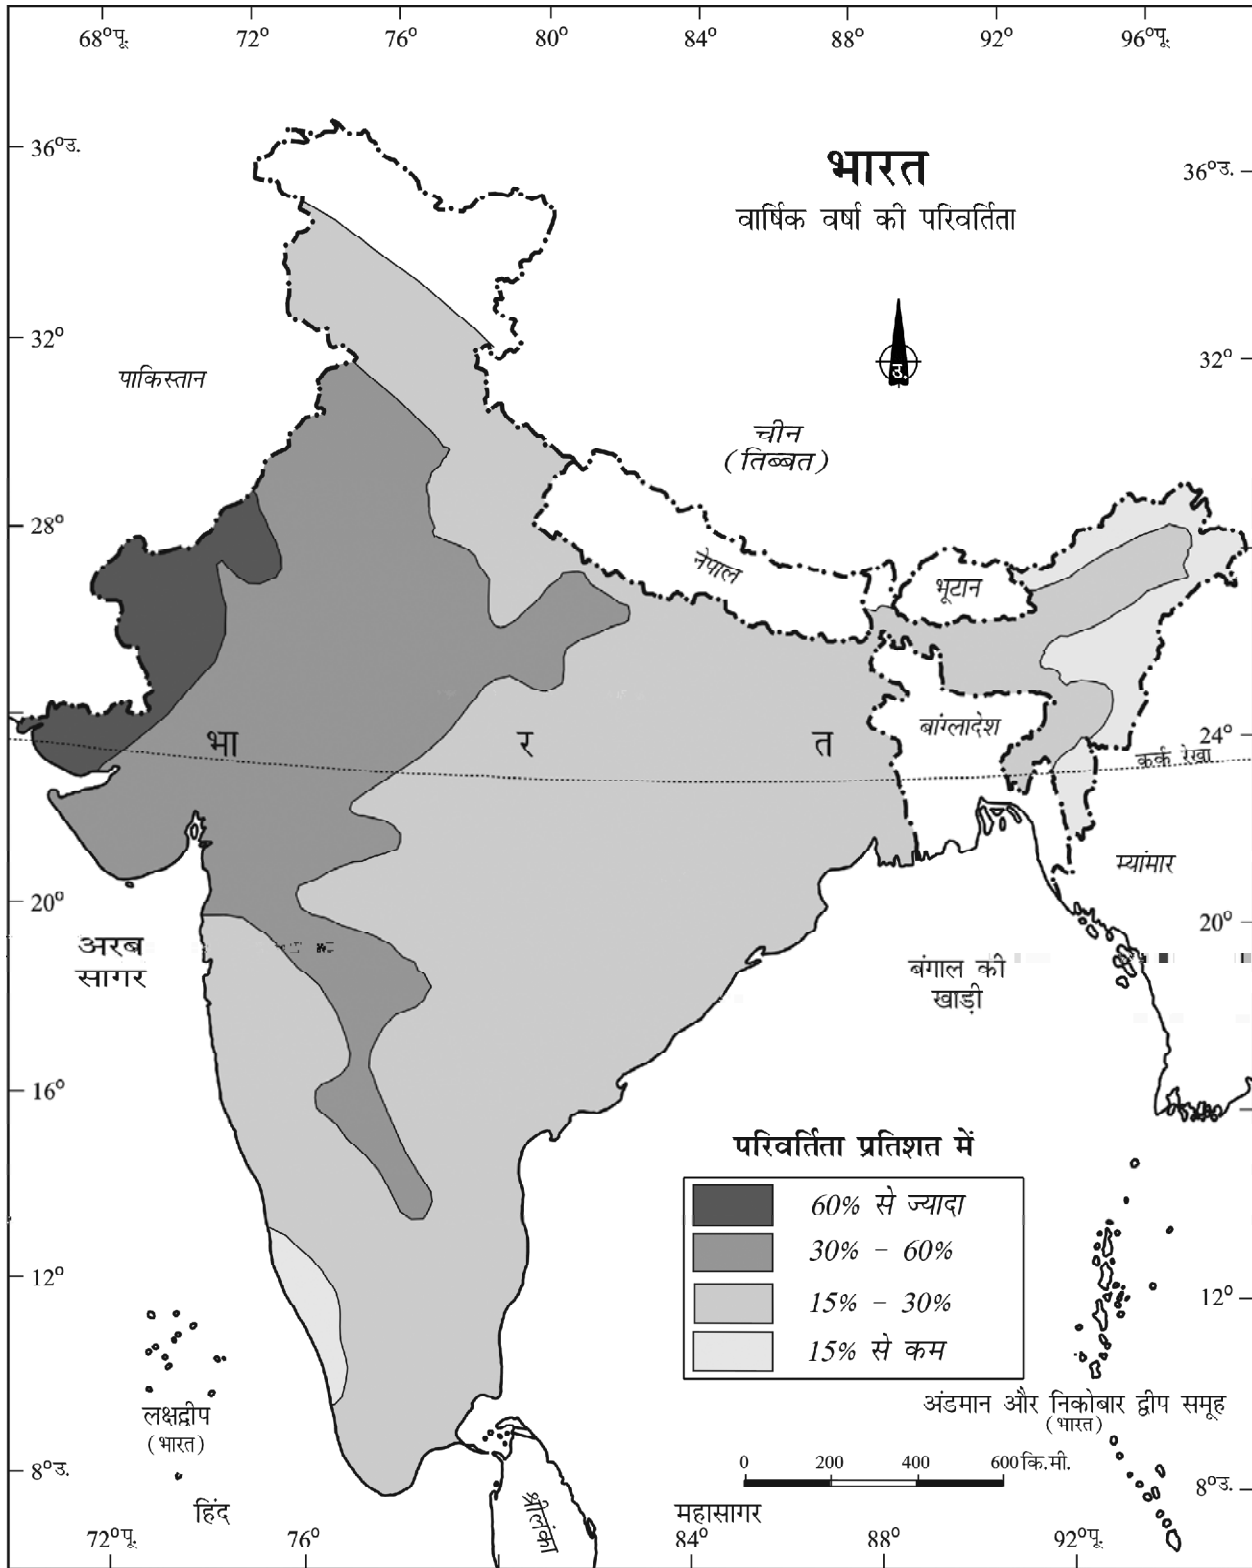 68°पू. 72° 76° 80° 84° 88° 92° 96°पू.
36°उ. 36°उ.
भारत
वार्षिक वर्षा की परिवर्तिता
उ.
32° 32°
पाकिस्तान
चीन
(तिब्बत)
28°
नेपाल
भूटान
भा र त
बांग्लादेश
24°
कर्क रेखा
म्यांमार
20° 20°
अरब
सागर
बंगाल की
खाड़ी
16°
परिवर्तिता प्रतिशत में
60% से ज्यादा
30% - 60%
15% - 30%
15% से कम
12° 12°
लक्षद्वीप
(भारत)
अंडमान और निकोबार द्वीप समूह
(भारत)
0 200 400 600 कि.मी.
8°उ. 8°उ.
हिंद महासागर
श्रीलंका
72°पू. 76° 84° 88° 92°पू.